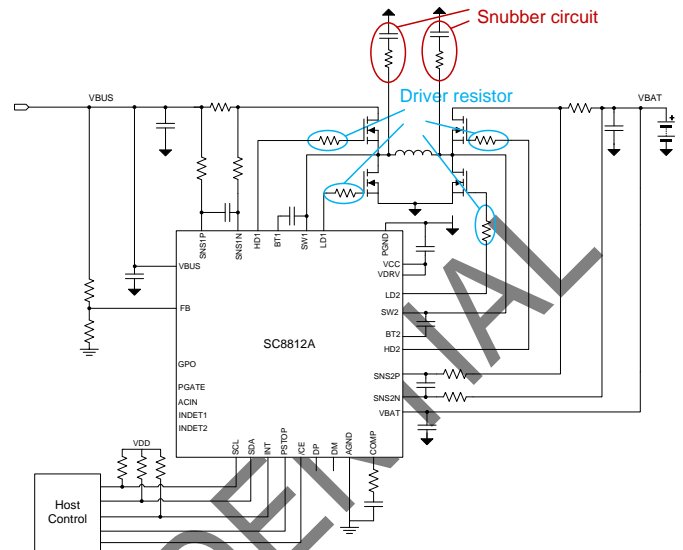 Snubber circuit
VBUS
Driver resistor
VBAT
SNS1P
SNS1N
HD1
BT1
SW1
LD1
PGND
VBUS
VCC
VDRV
LD2
FB
SW2
SC8812A
BT2
HD2
GPO
SNS2P
PGATE
ACIN
SNS2N
INDET1
VBAT
INDET2
SCL
SDA
INT
PSTOP
/CE
DP
DM
AGND
COMP
VDD
Host
Control